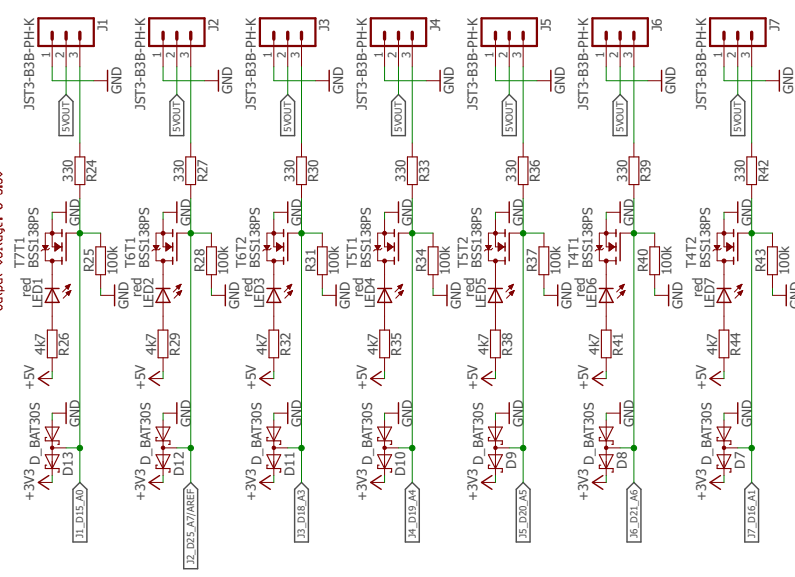 J1
JST3-B3B-PH-K
1
2
3
GND
5VOUT
330
R24
GND
T7T1
BSS138PS
R25
100k
GND
red
LED1
4k7
R26
+5V
D_BAT30S
GND
+3V3
D13
J1_D15_A0
J2
JST3-B3B-PH-K
1
2
3
GND
5VOUT
330
R27
GND
T6T1
BSS138PS
R28
100k
GND
red
LED2
4k7
R29
+5V
D_BAT30S
GND
+3V3
D12
J2_D25_A7/AREF
J3
JST3-B3B-PH-K
1
2
3
GND
5VOUT
330
R30
GND
T6T2
BSS138PS
R31
100k
GND
red
LED3
4k7
R32
+5V
D_BAT30S
GND
+3V3
D11
J3_D18_A3
J4
JST3-B3B-PH-K
1
2
3
GND
5VOUT
330
R33
GND
T5T1
BSS138PS
R34
100k
GND
red
LED4
4k7
R35
+5V
D_BAT30S
GND
+3V3
D10
J4_D19_A4
J5
JST3-B3B-PH-K
1
2
3
GND
5VOUT
330
R36
GND
T5T2
BSS138PS
R37
100k
GND
red
LED5
4k7
R38
+5V
D_BAT30S
GND
+3V3
D9
J5_D20_A5
J6
JST3-B3B-PH-K
1
2
3
GND
5VOUT
330
R39
GND
T4T1
BSS138PS
R40
100k
GND
red
LED6
4k7
R41
+5V
D_BAT30S
GND
+3V3
D8
J6_D21_A6
J7
JST3-B3B-PH-K
1
2
3
GND
5VOUT
330
R42
GND
T4T2
BSS138PS
R43
100k
GND
red
LED7
4k7
R44
+5V
D_BAT30S
GND
+3V3
D7
J7_D16_A1